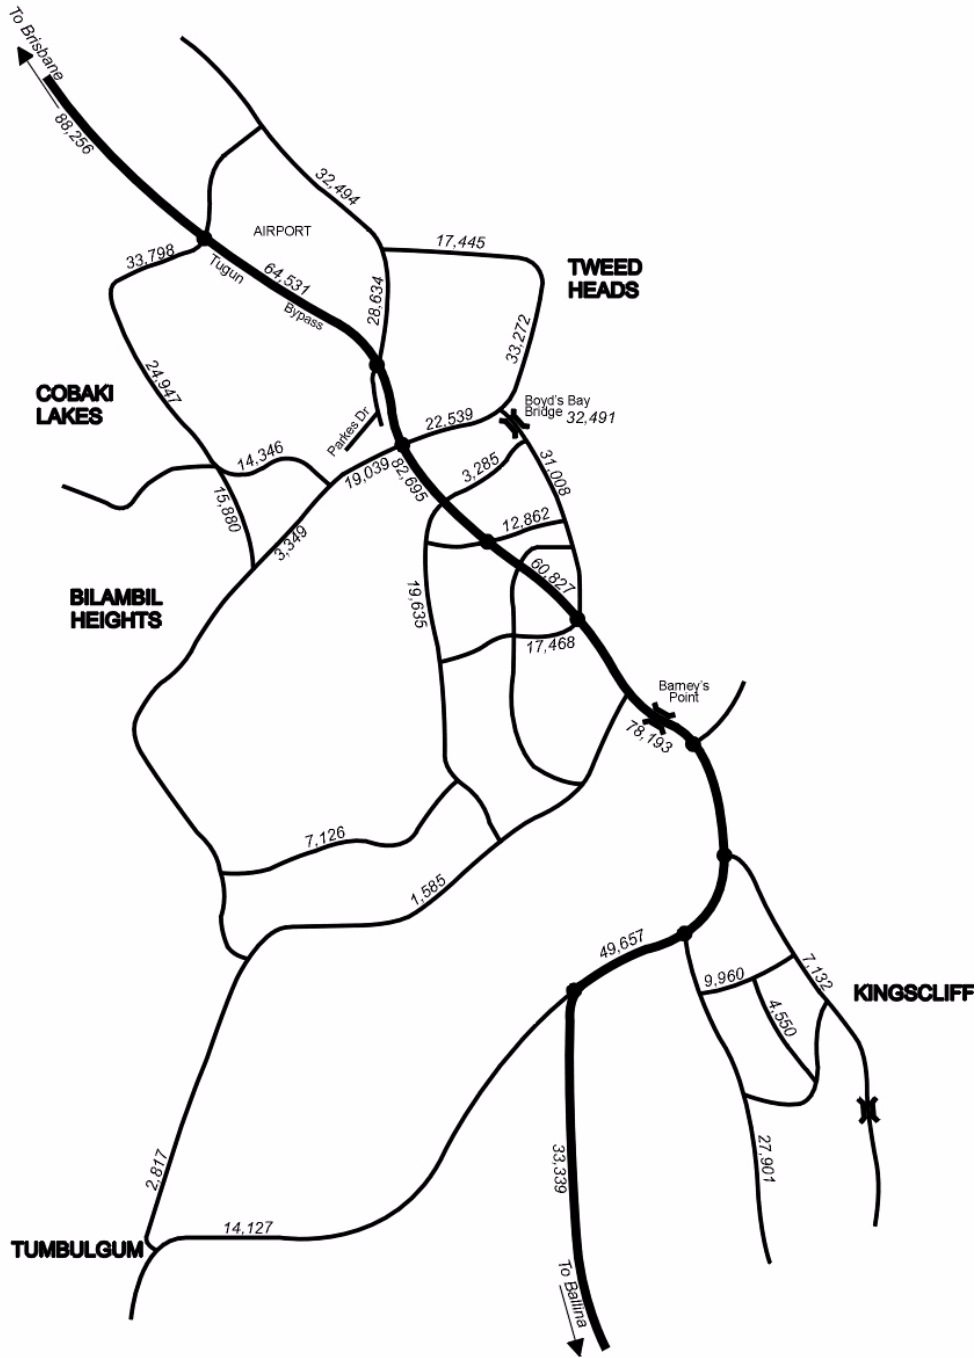 To Brisbane
88,256
32,494
AIRPORT
33,798
17,445
TWEED
HEADS
Tugun
64,531
Bypass
28,634
33,272
24,947
COBAKI
LAKES
Boyd's Bay
Bridge 32,491
22,539
Parkes Dr
14,346
19,039
82,695
3,285
31,008
15,880
3,349
12,862
60,827
19,635
BILAMBIL
HEIGHTS
17,468
Barney's
Point
78,193
7,126
1,585
49,657
9,960
7,132
KINGSCLIFF
4,550
27,901
33,339
2,817
14,127
TUMBULGUM
To Ballina